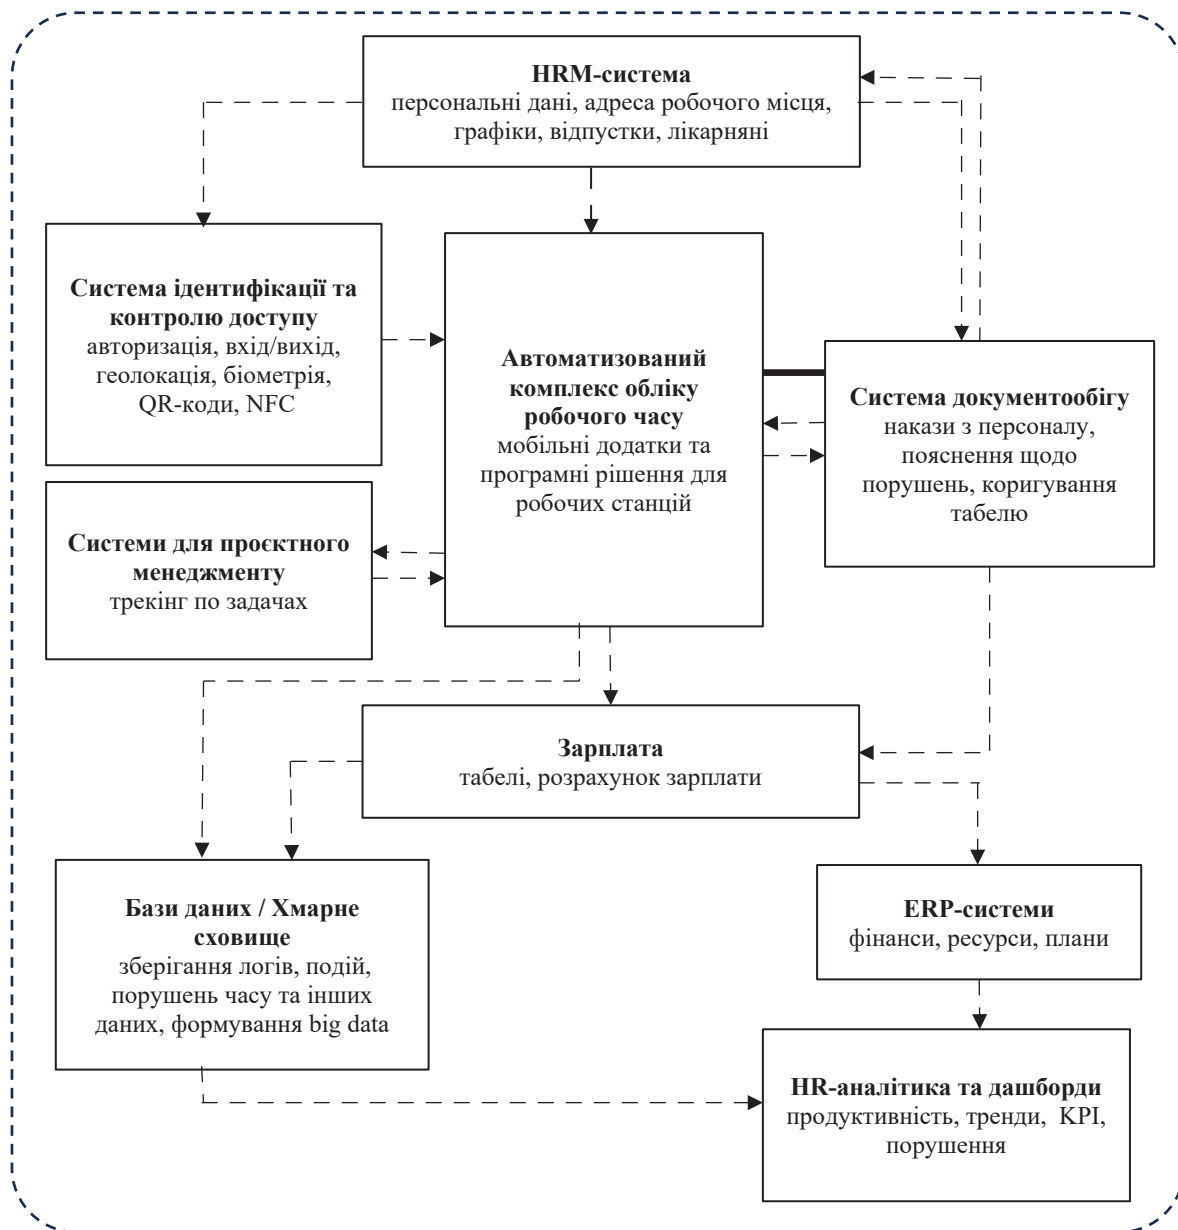 HRM-система
персональні дані, адреса робочого місця,
графіки, відпустки, лікарняні
Система ідентифікації та
контролю доступу
авторизація, вхід/вихід,
геолокація, біометрія,
QR-коди, NFC
Автоматизований
комплекс обліку
робочого часу
мобільні додатки та
програмні рішення для
робочих станцій
Система документообігу
накази з персоналу,
пояснення щодо
порушень, коригування
табелю
Системи для проєктного
менеджменту
трекінг по задачах
Зарплата
табелі, розрахунок зарплати
Бази даних / Хмарне
сховище
зберігання логів, подій,
порушень часу та інших
даних, формування big data
ERP-системи
фінанси, ресурси, плани
HR-аналітика та дашборди
продуктивність, тренди, KPI,
порушення